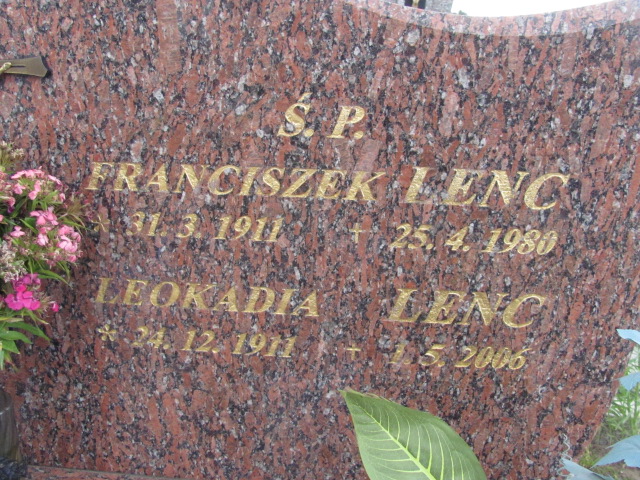 Ś. P.
FRANCISZEK LENC
* 31. 3. 1911 + 25. 4. 1980
LEOKADIA LENC
* 24. 12. 1911 + 1. 5. 2006